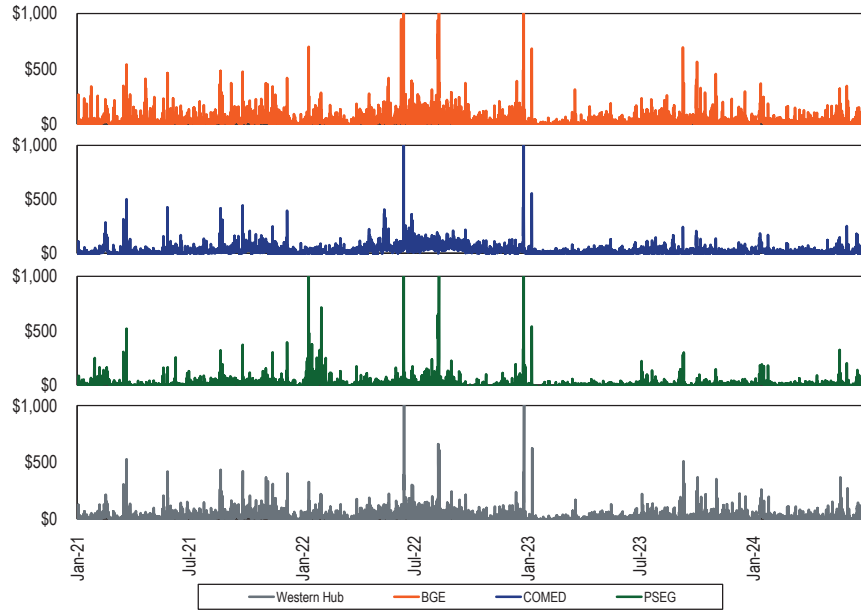 $1,000
$500
$0
$1,000
$500
$0
$1,000
$500
$0
$1,000
$500
$0
Jan-21
Jul-21
Jan-22
Jul-22
Jan-23
Jul-23
Jan-24
Western Hub BGE COMED PSEG